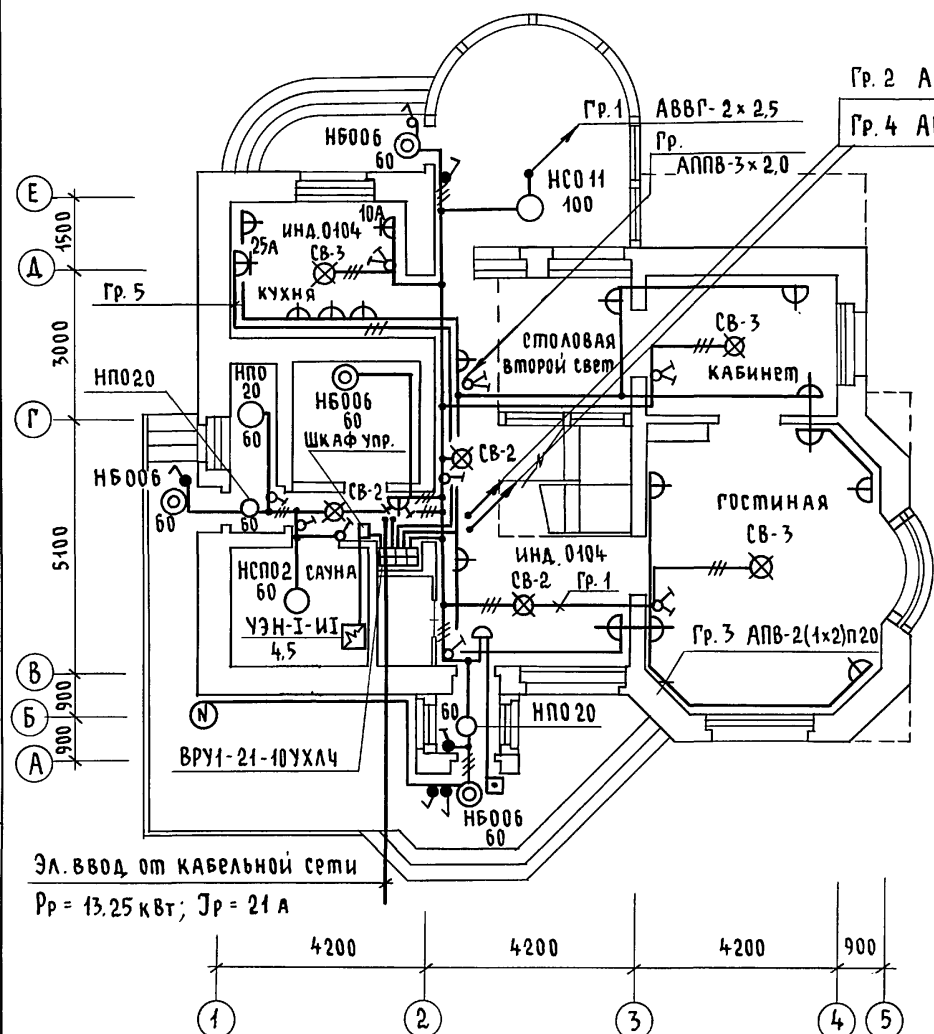 Гр. 2 А
Гр. 1 АВВГ-2×2,5
Гр. 4
Гр.
АППВ-3×2,0
НБ006
60
НС011
100
Е
1500
10А
25А
ИНД.0104
СВ-3
Д
Гр. 5
КУХНЯ
3000
СТОЛОВАЯ
ВТОРОЙ СВЕТ
СВ-3
КАБИНЕТ
НПО20
НПО
20
60
НБ006
60
ШКАФ УПР.
Г
СВ-2
НБ006
60
60
СВ-2
ГОСТИНАЯ
СВ-3
5100
ИНД. 0104
СВ-2
Гр.1
НСП02
60
САУНА
УЭН-I-И1
4,5
Гр. 3 АПВ-2(1×2)п20
В
900
Б
N
60
НПО20
900
А
ВРУ1-21-10УХЛ4
НБ006
60
Эл. ввод от кабельной сети
Рр = 13.25 кВт; Jр = 21 А
4200
4200
4200
900
1
2
3
4
5